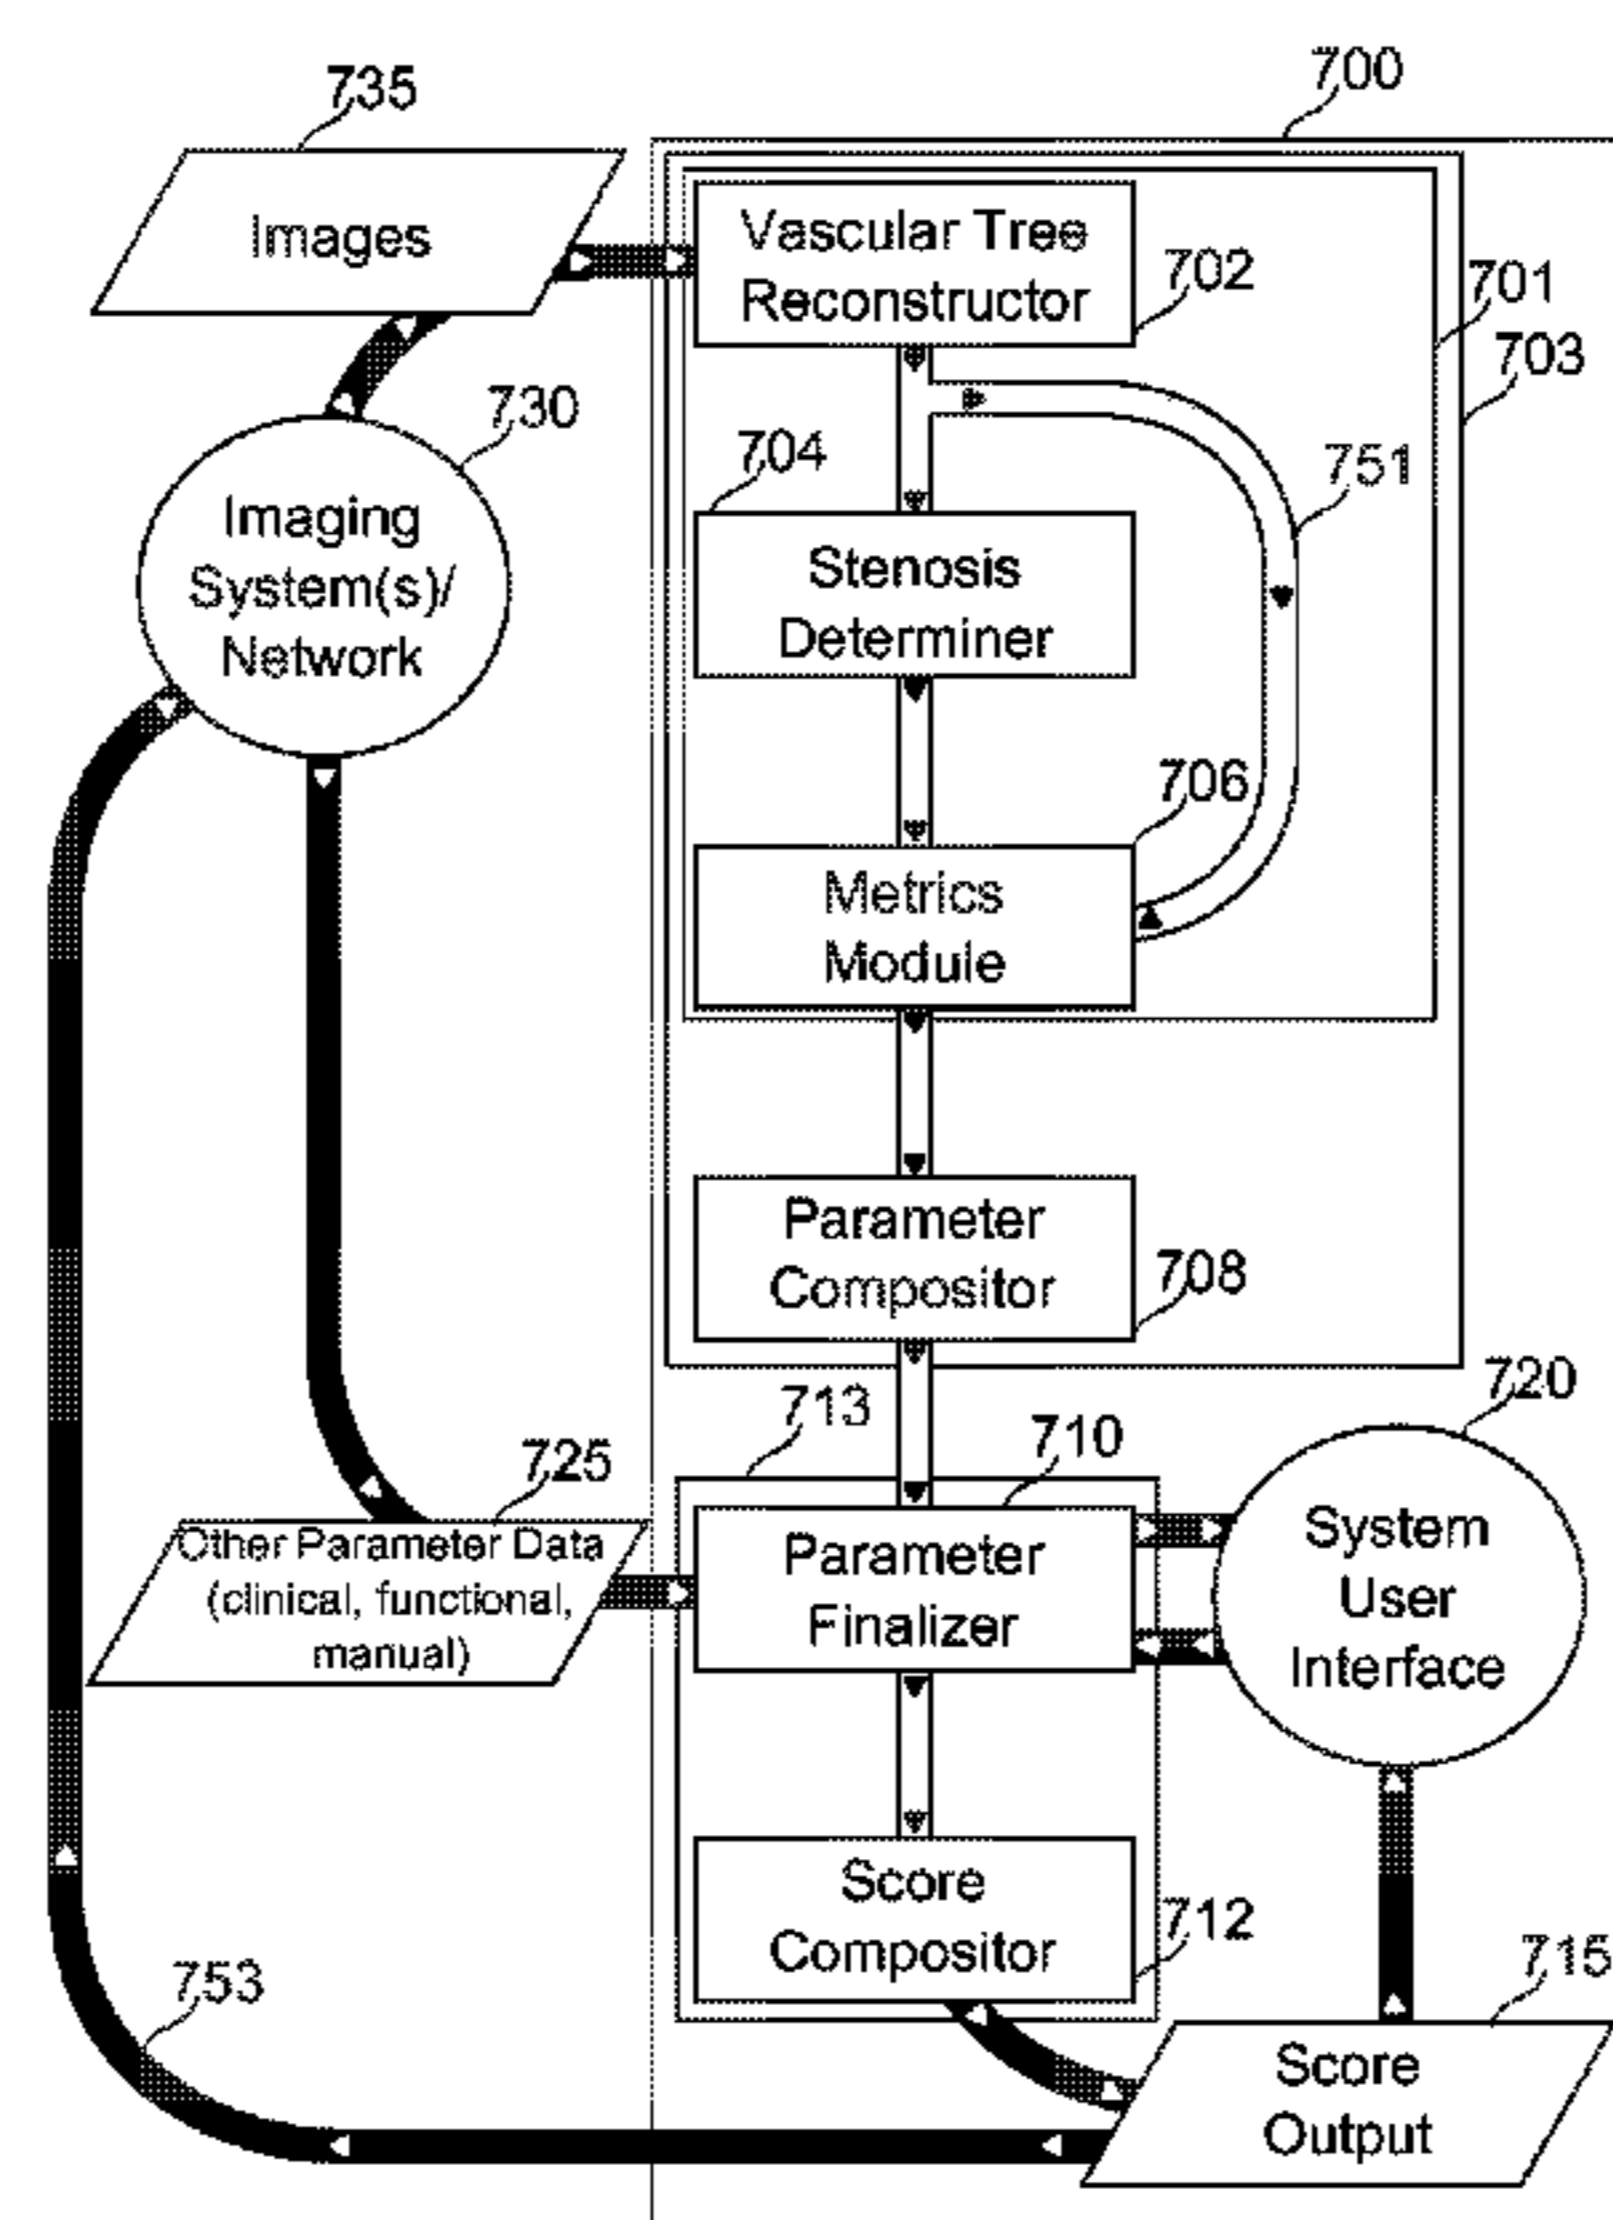 700
735
Images
Vascular Tree
Reconstructor
702
701
703
730
704
751
Imaging
System(s)/
Network
Stenosis
Determiner
706
Metrics
Module
Parameter
Compositor
708
720
713
710
725
Other Parameter Data
(clinical, functional,
manual)
Parameter
Finalizer
System
User
Interface
Score
Compositor
712
715
753
Score
Output